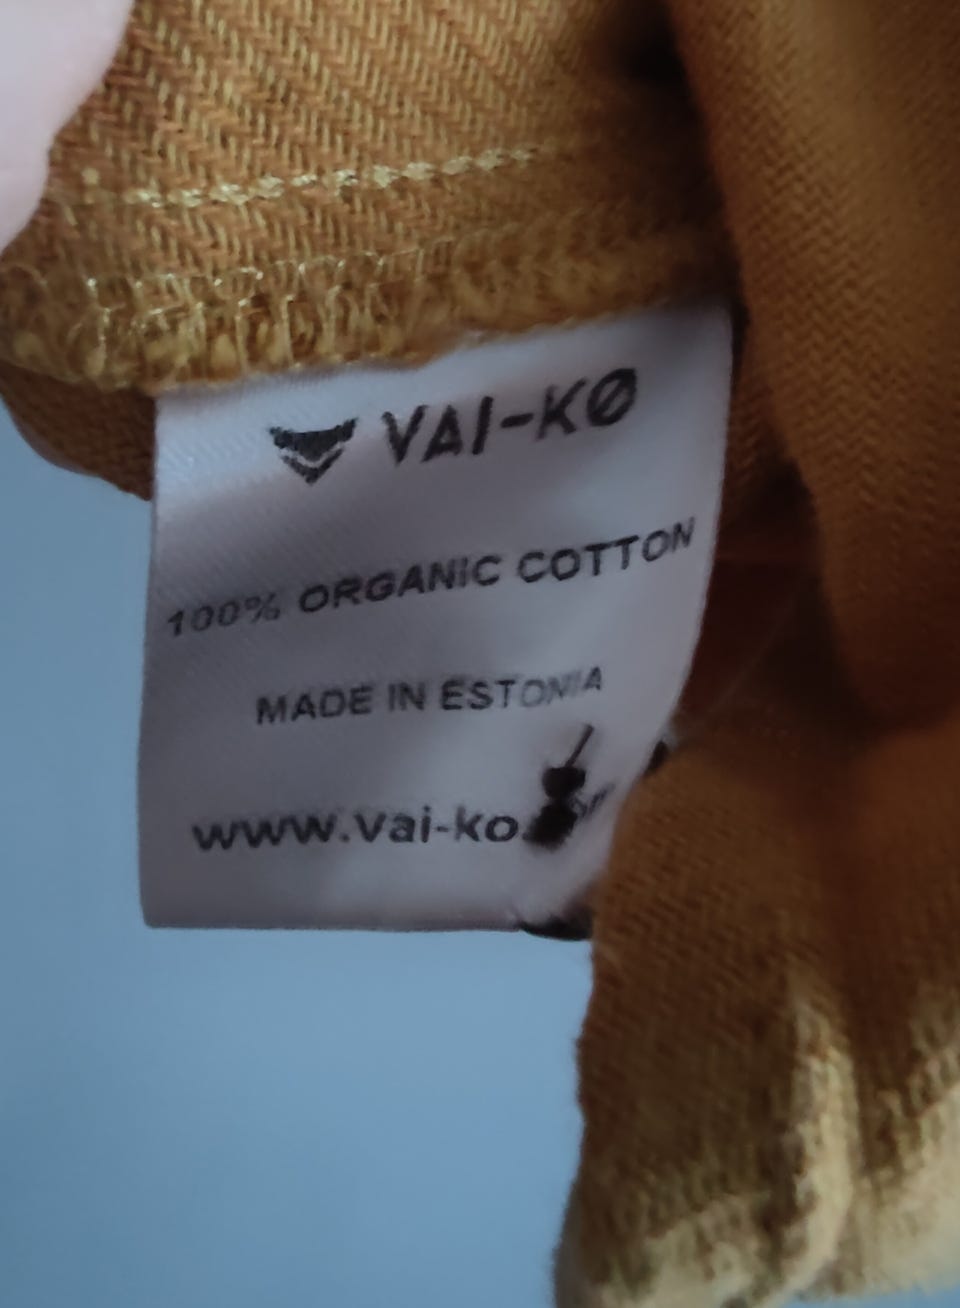 VAI-KØ
100% ORGANIC COTTON
MADE IN ESTONIA
www.vai-ko